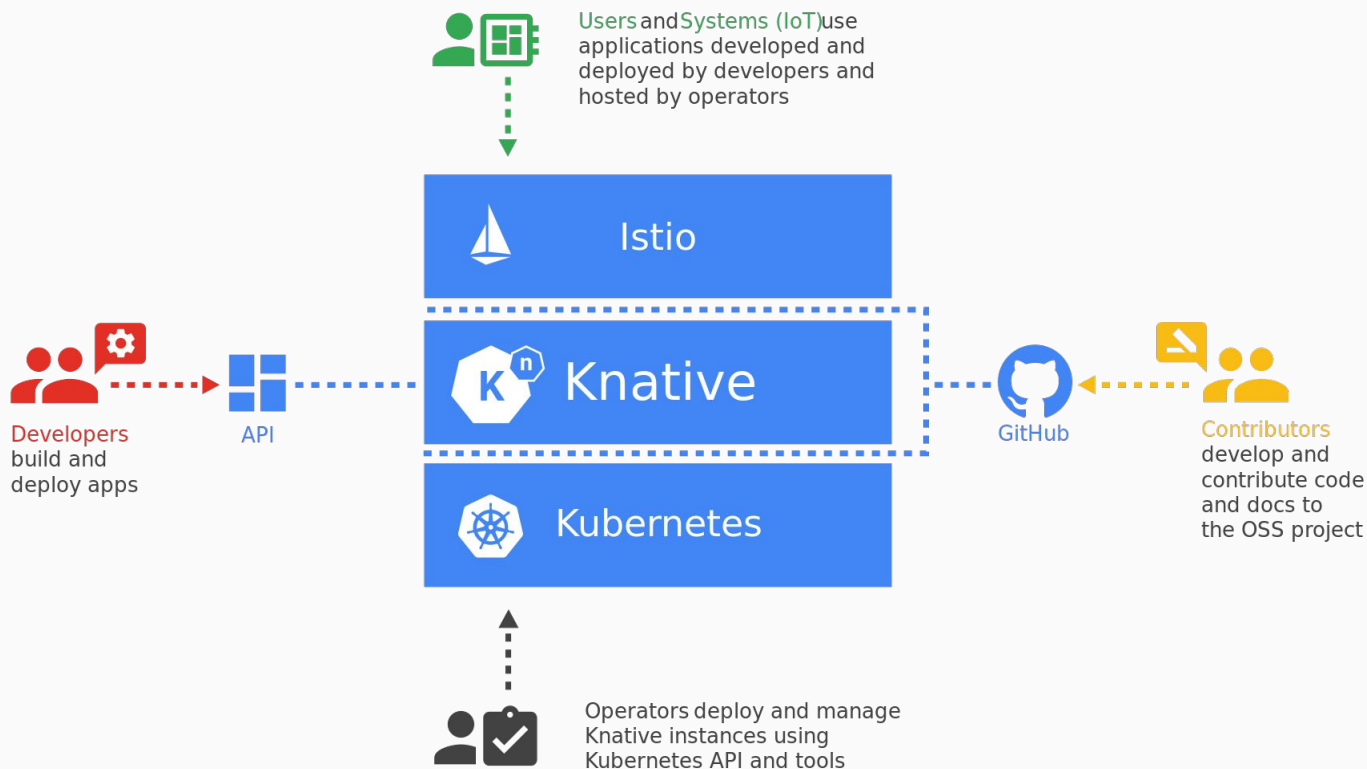 Users and Systems (IoT) use
applications developed and
deployed by developers and
hosted by operators
Istio
K n Knative
Kubernetes
Developers
build and
deploy apps
API
GitHub
Contributors
develop and
contribute code
and docs to
the OSS project
Operators deploy and manage
Knative instances using
Kubernetes API and tools